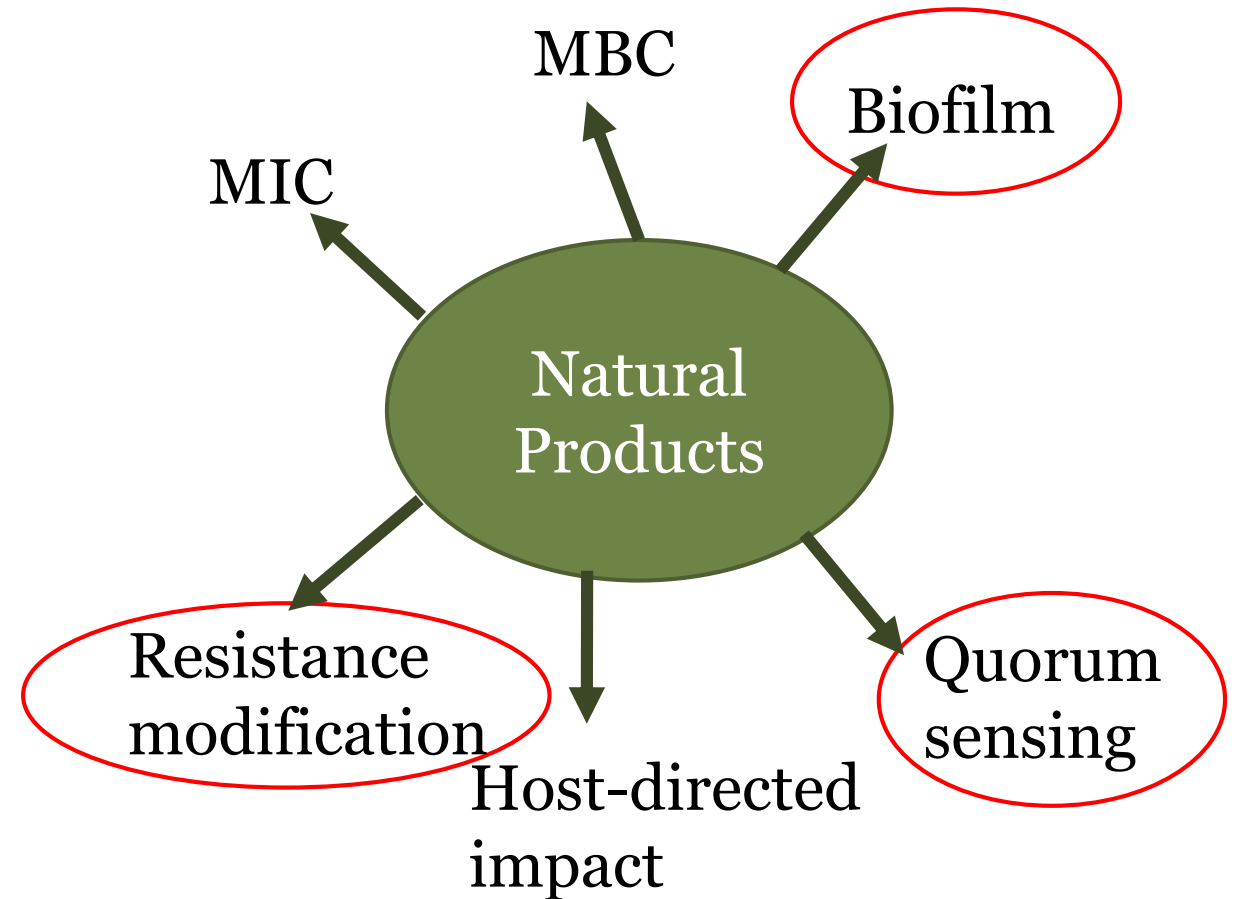 MBC
Biofilm
MIC
Natural
Products
Resistance
modification
Quorum
sensing
Host-directed
impact